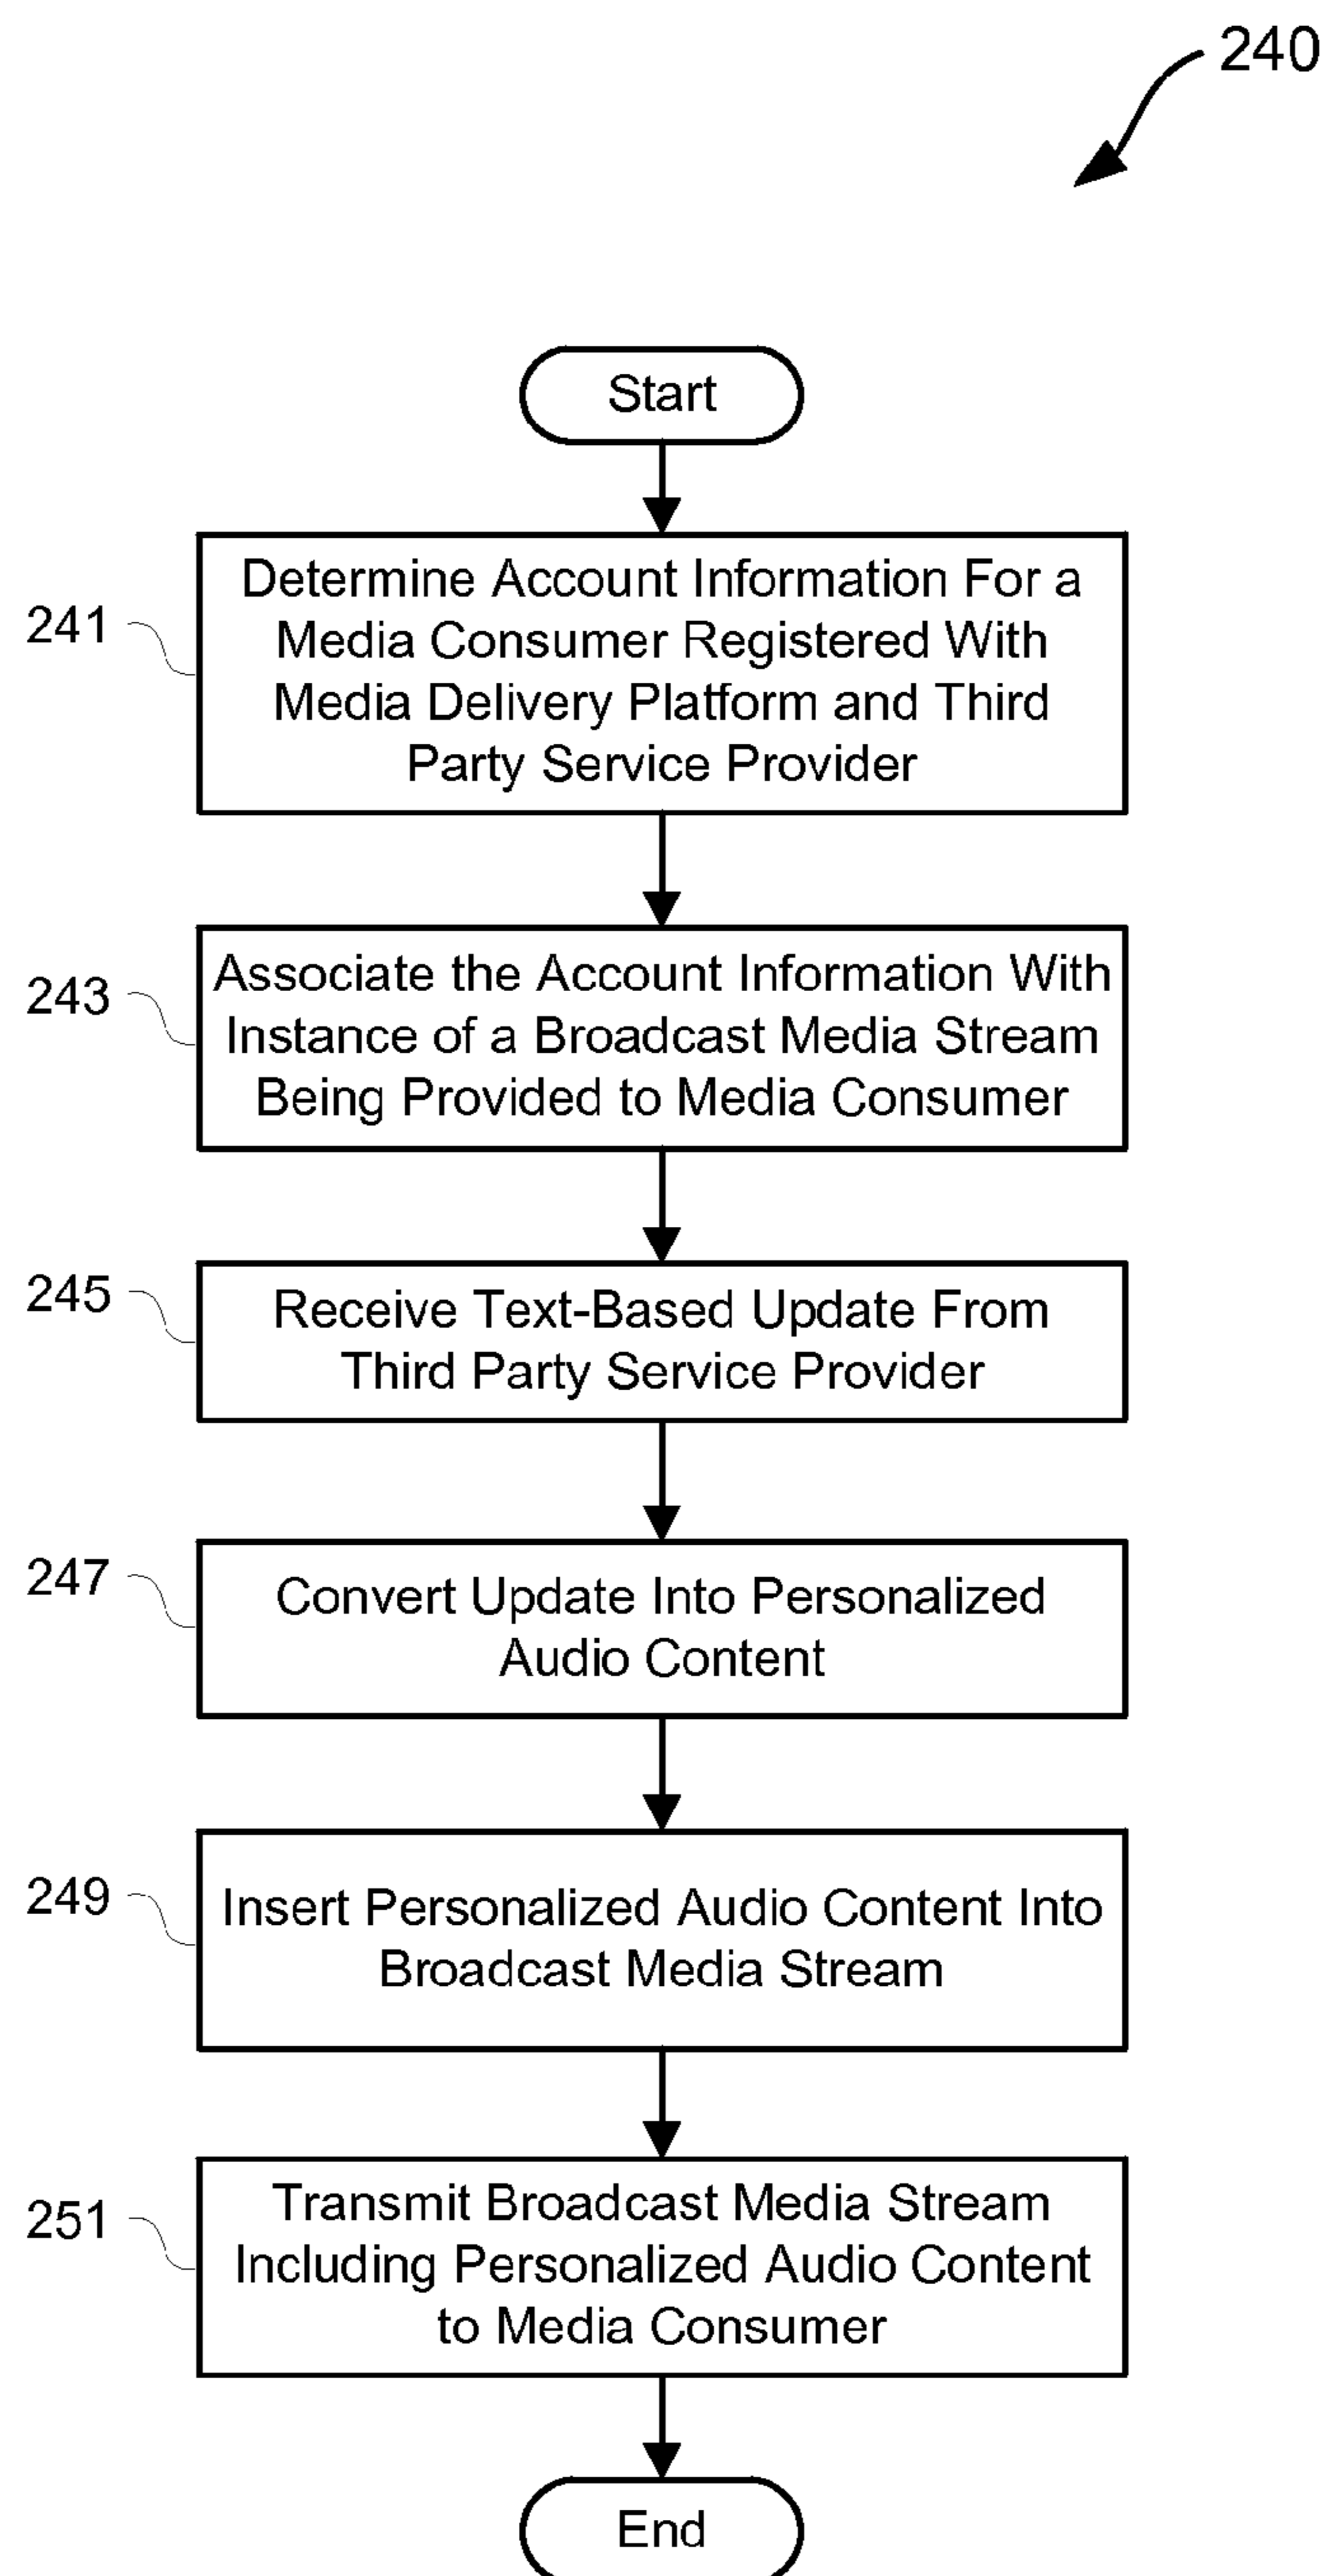 240
Start
241
Determine Account Information For a
Media Consumer Registered With
Media Delivery Platform and Third
Party Service Provider
243
Associate the Account Information With
Instance of a Broadcast Media Stream
Being Provided to Media Consumer
245
Receive Text-Based Update From
Third Party Service Provider
247
Convert Update Into Personalized
Audio Content
249
Insert Personalized Audio Content Into
Broadcast Media Stream
251
Transmit Broadcast Media Stream
Including Personalized Audio Content
to Media Consumer
End